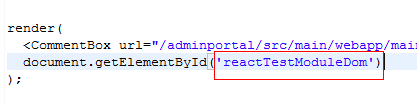 render(
<CommentBox url="/adminportal/src/main/webapp/mai
document.getElementById('reactTestModuleDom')
);